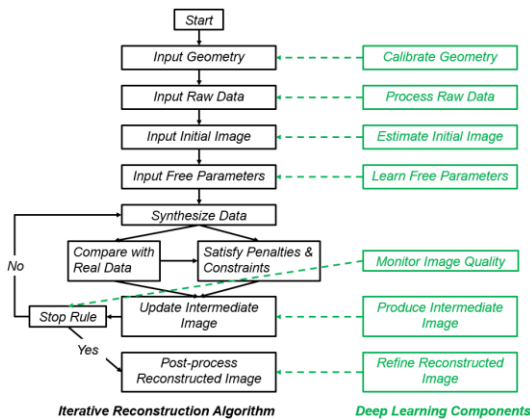 Start
Input Geometry
Calibrate Geometry
Input Raw Data
Process Raw Data
Input Initial Image
Estimate Initial Image
Input Free Parameters
Learn Free Parameters
Synthesize Data
Compare with
Real Data
Satisfy Penalties &
Constraints
No
Monitor Image Quality
Stop Rule
Update Intermediate
Image
Produce Intermediate
Image
Yes
Post-process
Reconstructed Image
Refine Reconstructed
Image
Iterative Reconstruction Algorithm
Deep Learning Components